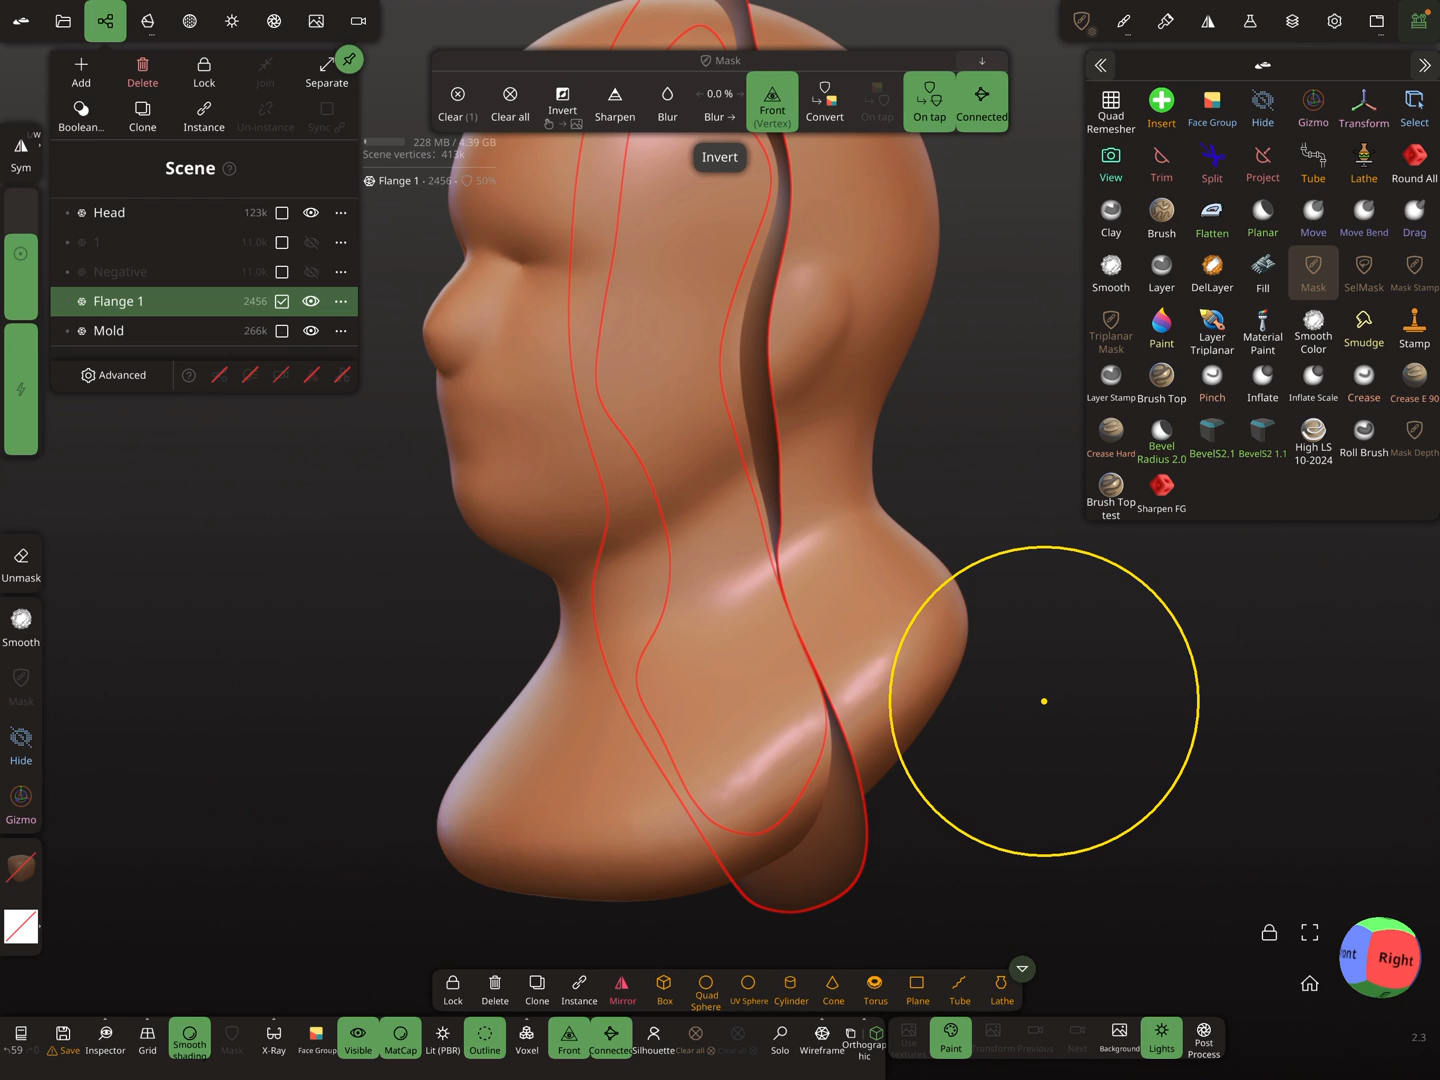 Add
Delete
Lock
Join
Separate
Boolean...
Clone
Instance
Un-instance
Sync
L/W
Sym
Scene
Head 123k
1 11.0k
Negative 11.0k
Flange 1 2456
Mold 266k
Advanced
228 MB / 4.39 GB
Scene vertices: 413k
Flange 1 · 2456 · 50%
Mask
Clear (1)
Clear all
Invert
Sharpen
Blur
0.0 %
Blur →
Front
(Vertex)
Convert
On tap
On tap
Connected
Invert
Quad
Remesher
Insert
Face Group
Hide
Gizmo
Transform
Select
View
Trim
Split
Project
Tube
Lathe
Round All
Clay
Brush
Flatten
Planar
Move
Move Bend
Drag
Smooth
Layer
DelLayer
Fill
Mask
SelMask
Mask Stamp
Triplanar
Mask
Paint
Layer
Triplanar
Material
Paint
Smooth
Color
Smudge
Stamp
Layer Stamp
Brush Top
Pinch
Inflate
Inflate Scale
Crease
Crease E 90
Crease Hard
Bevel
Radius 2.0
BevelS2.1
BevelS2 1.1
High LS
10-2024
Roll Brush
Mask Depth
Brush Top
test
Sharpen FG
Unmask
Smooth
Mask
Hide
Gizmo
ont
Right
Lock
Delete
Clone
Instance
Mirror
Box
Quad
Sphere
UV Sphere
Cylinder
Cone
Torus
Plane
Tube
Lathe
59
0
Save
Inspector
Grid
Smooth
shading
Mask
X-Ray
Face Group
Visible
MatCap
Lit (PBR)
Outline
Voxel
Front
Connected
Silhouette
Clear all
Clear all
Solo
Wireframe
Orthograp
hic
Use
textures
Paint
Transform
Previous
Next
Background
Lights
Post
Process
2.3